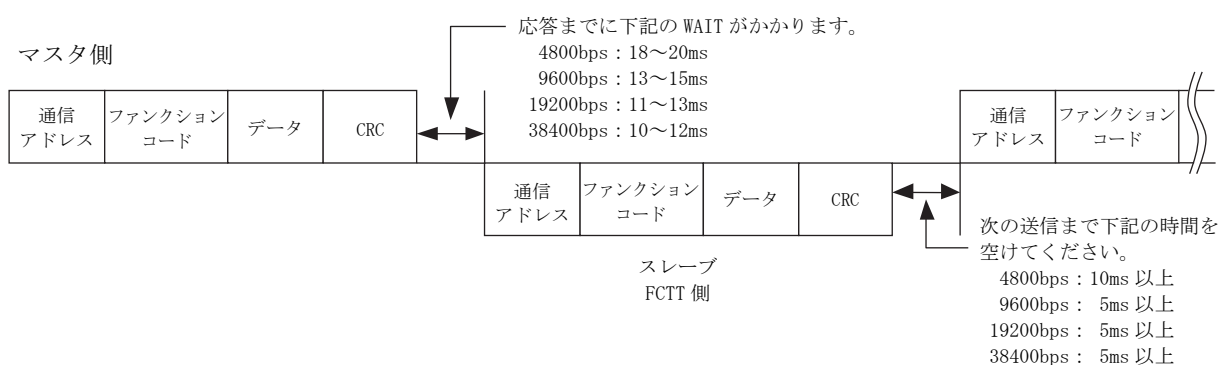 応答までに下記の WAIT がかかります。
4800bps：18～20ms
9600bps：13～15ms
19200bps：11～13ms
38400bps：10～12ms
マスタ側
通信
アドレス
ファンクション
コード
データ
CRC
通信
アドレス
ファンクション
コード
通信
アドレス
ファンクション
コード
データ
CRC
スレーブ
FCTT 側
次の送信まで下記の時間を
空けてください。
4800bps：10ms 以上
9600bps： 5ms 以上
19200bps： 5ms 以上
38400bps： 5ms 以上